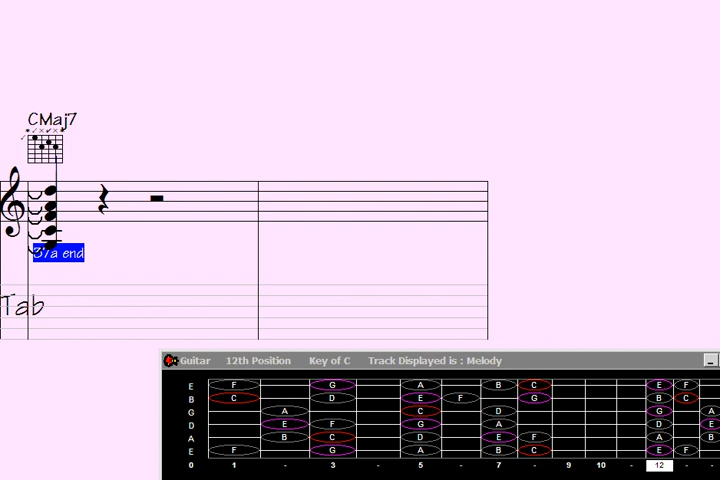 CMaj7
37a end
Tab
Guitar 12th Position Key of C Track Displayed is : Melody
E F G A B C E F
B C D E F G B C
G A C D G A
D E F G A D E
A B C D E F A B
E F G A B C E F
0 1 - 3 - 5 - 7 - 9 10 - 12 - -